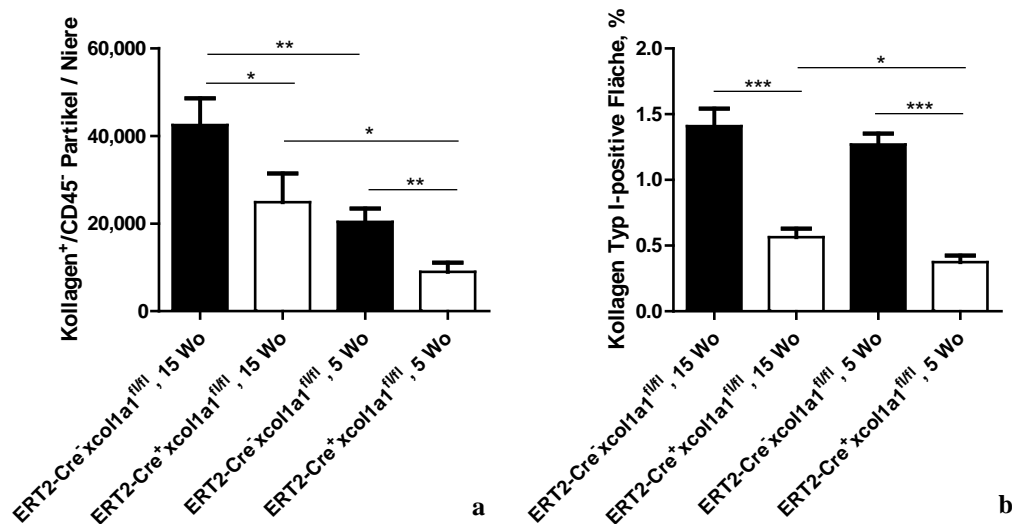 Kollagen⁺/CD45⁻ Partikel / Niere
60,000
40,000
20,000
0
**
*
*
**
ERT2-Cre⁻xcol1a1ᶠˡ/ᶠˡ, 15 Wo
ERT2-Cre⁺xcol1a1ᶠˡ/ᶠˡ, 15 Wo
ERT2-Cre⁻xcol1a1ᶠˡ/ᶠˡ, 5 Wo
ERT2-Cre⁺xcol1a1ᶠˡ/ᶠˡ, 5 Wo
a
Kollagen Typ I-positive Fläche, %
2.0
1.5
1.0
0.5
0.0
*
***
***
ERT2-Cre⁻xcol1a1ᶠˡ/ᶠˡ, 15 Wo
ERT2-Cre⁺xcol1a1ᶠˡ/ᶠˡ, 15 Wo
ERT2-Cre⁻xcol1a1ᶠˡ/ᶠˡ, 5 Wo
ERT2-Cre⁺xcol1a1ᶠˡ/ᶠˡ, 5 Wo
b